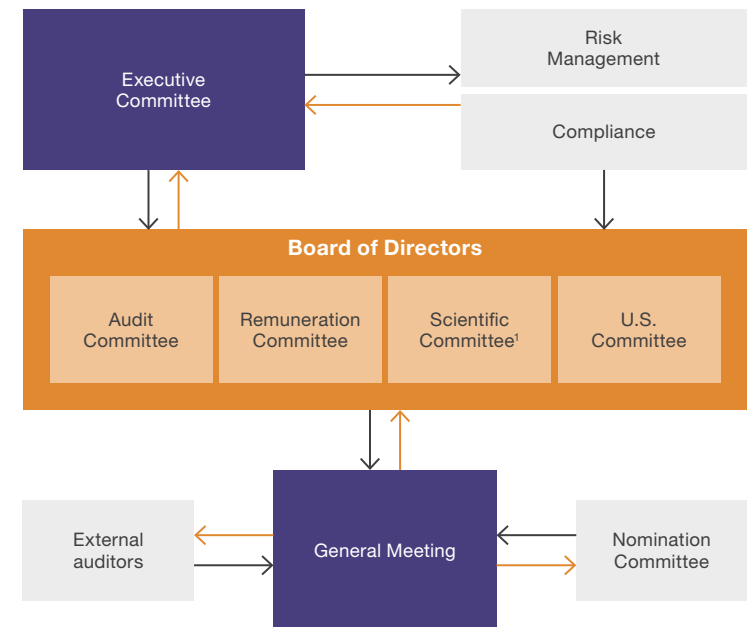 Executive
Committee
Risk
Management
Compliance
Board of Directors
Audit
Committee
Remuneration
Committee
Scientific
Committee¹
U.S.
Committee
External
auditors
General Meeting
Nomination
Committee